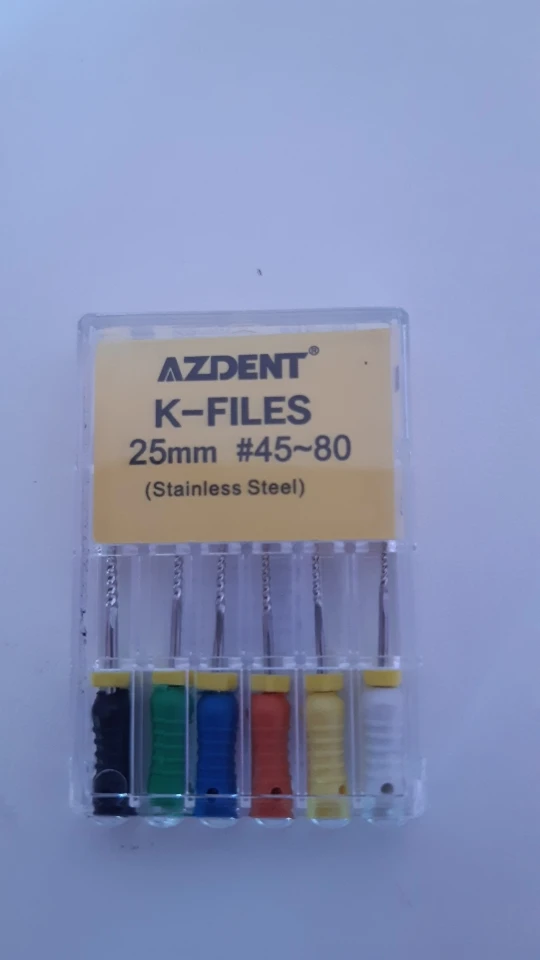 AZDENT®
K-FILES
25mm #45~80
(Stainless Steel)